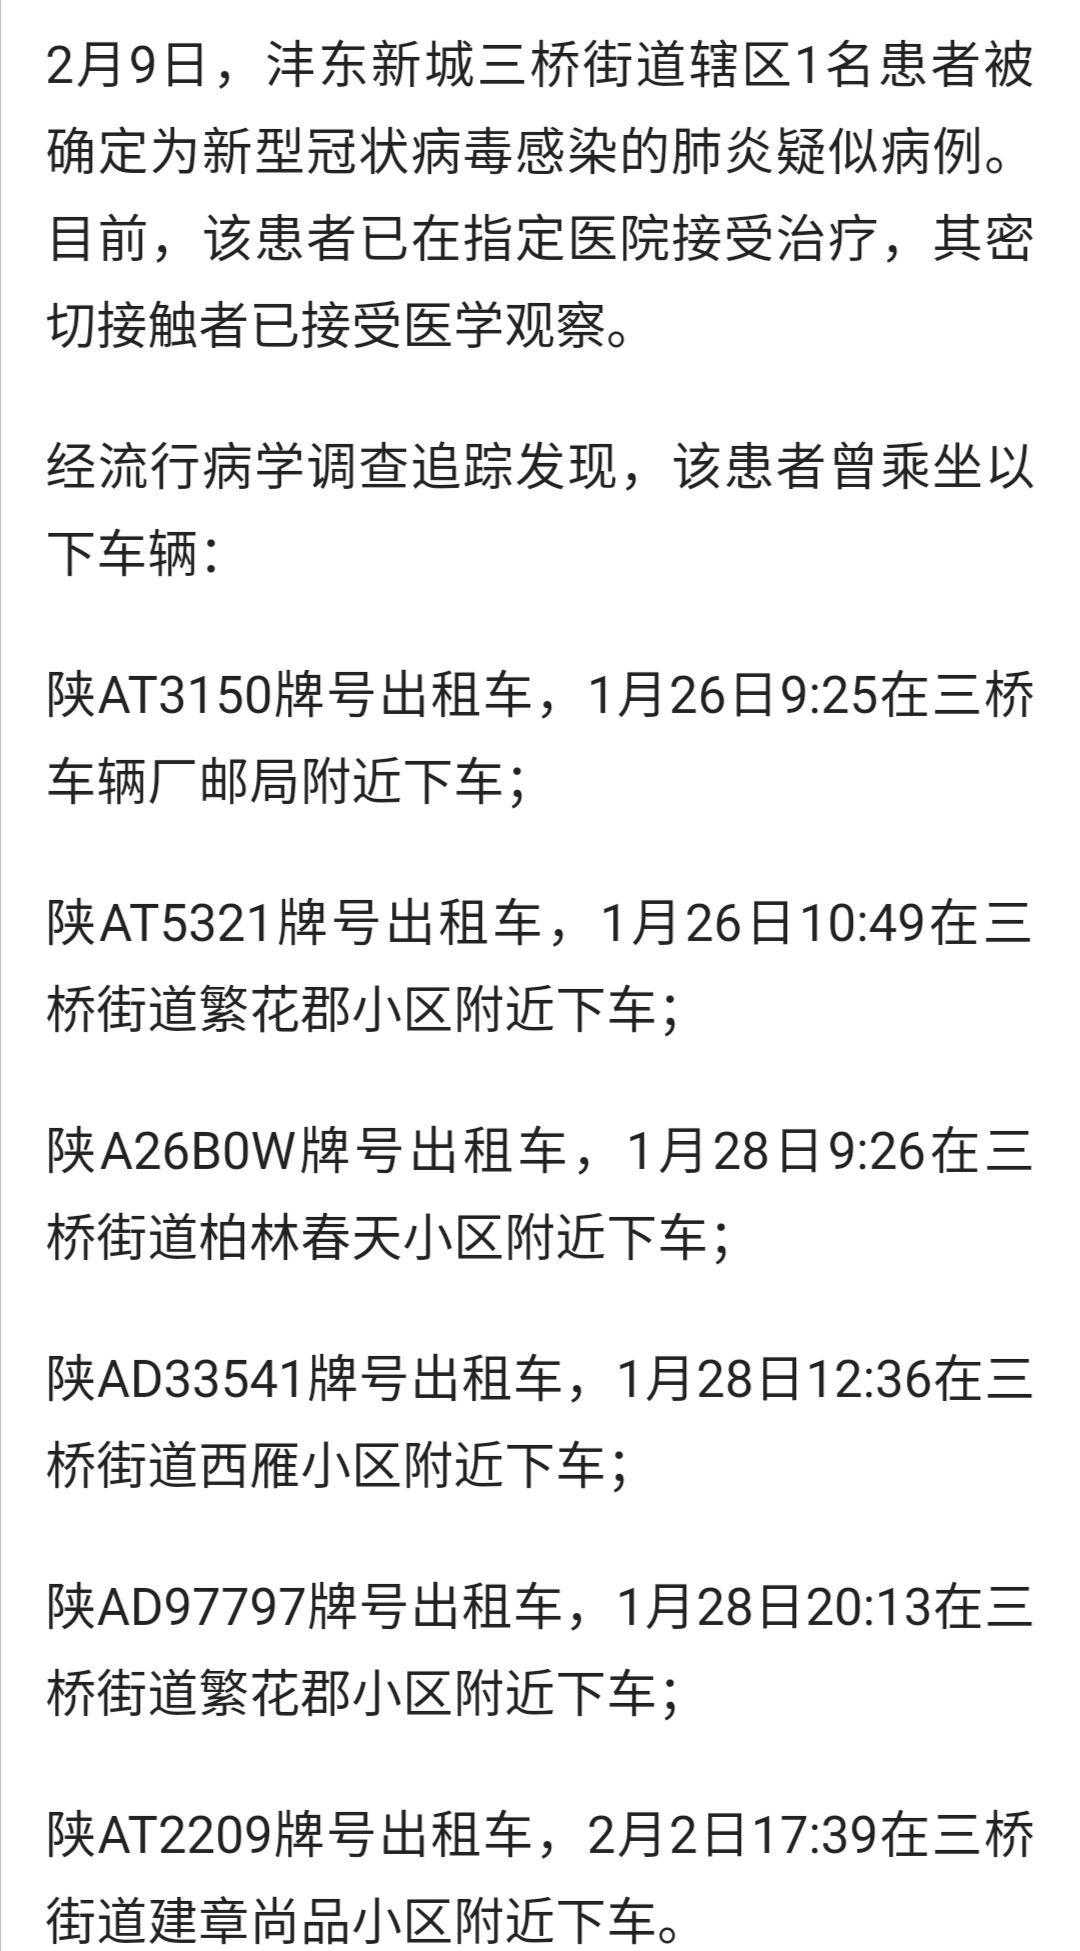 2月9日，沣东新城三桥街道辖区1名患者被
确定为新型冠状病毒感染的肺炎疑似病例。
目前，该患者已在指定医院接受治疗，其密
切接触者已接受医学观察。
经流行病学调查追踪发现，该患者曾乘坐以
下车辆：
陕AT3150牌号出租车，1月26日9:25在三桥
车辆厂邮局附近下车；
陕AT5321牌号出租车，1月26日10:49在三
桥街道繁花郡小区附近下车；
陕A26B0W牌号出租车，1月28日9:26在三
桥街道柏林春天小区附近下车；
陕AD33541牌号出租车，1月28日12:36在三
桥街道西雁小区附近下车；
陕AD97797牌号出租车，1月28日20:13在三
桥街道繁花郡小区附近下车；
陕AT2209牌号出租车，2月2日17:39在三桥
街道建章尚品小区附近下车。